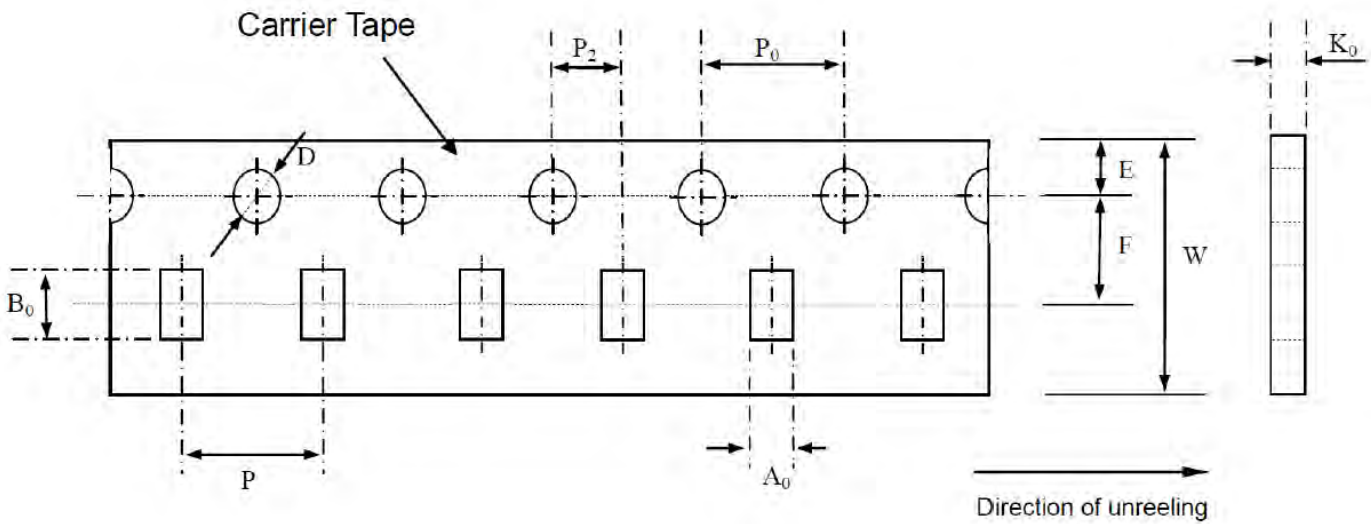 Carrier Tape
P₂
P₀
K₀
D
E
F
W
B₀
P
A₀
Direction of unreeling